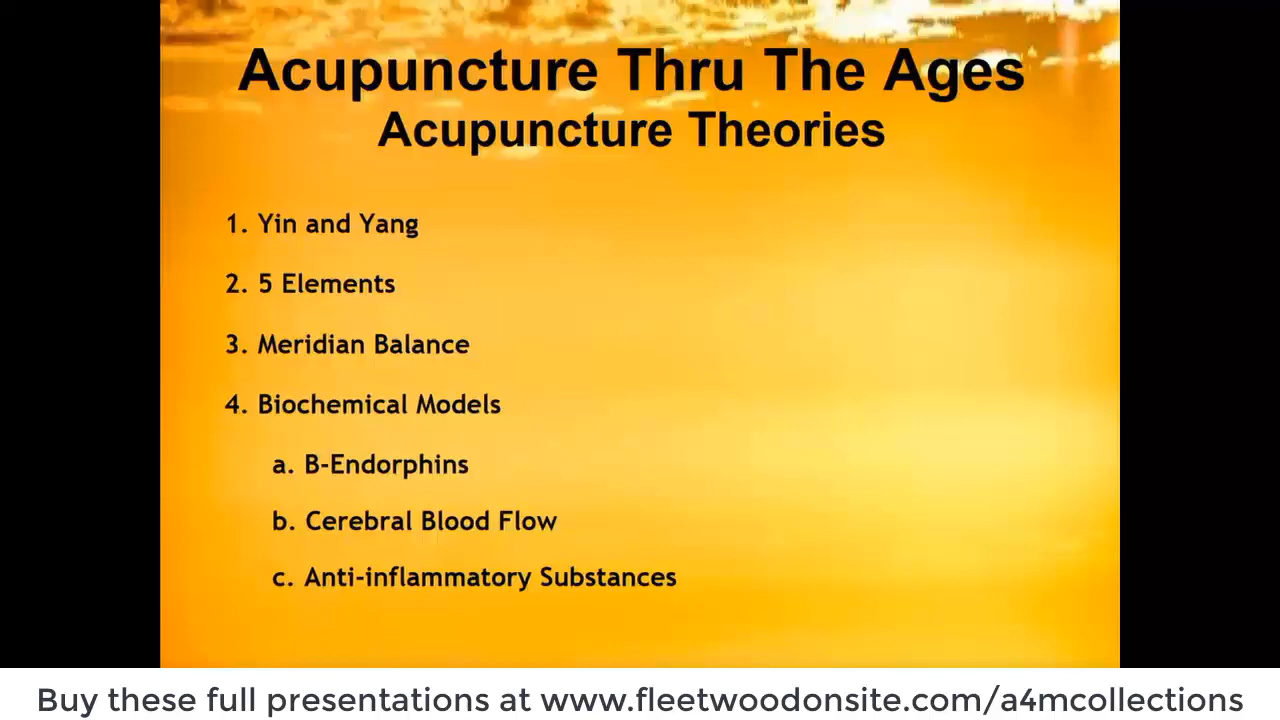 Acupuncture Thru The Ages
Acupuncture Theories
1. Yin and Yang
2. 5 Elements
3. Meridian Balance
4. Biochemical Models
a. B-Endorphins
b. Cerebral Blood Flow
c. Anti-inflammatory Substances
Buy these full presentations at www.fleetwoodonsite.com/a4mcollections